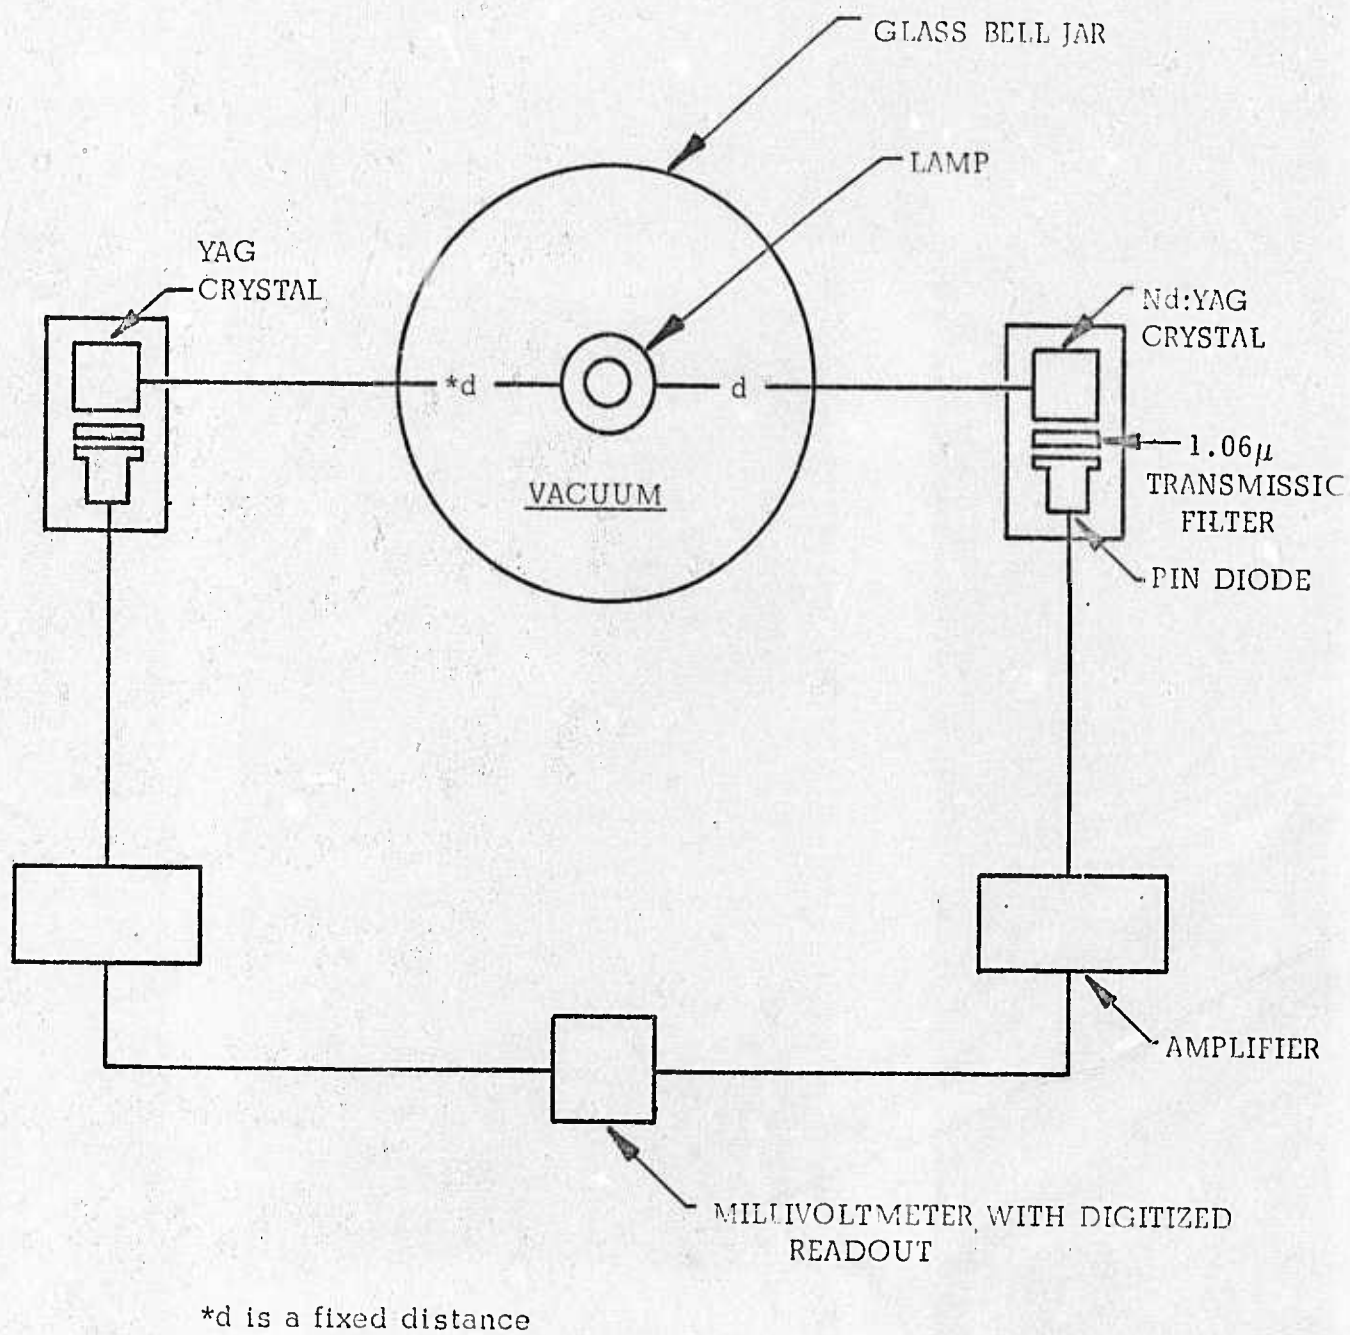 GLASS BELL JAR
LAMP
YAG
CRYSTAL
Nd:YAG
CRYSTAL
*d
d
1.06μ
TRANSMISSIC
FILTER
VACUUM
PIN DIODE
AMPLIFIER
MILLIVOLTMETER WITH DIGITIZED
READOUT
*d is a fixed distance